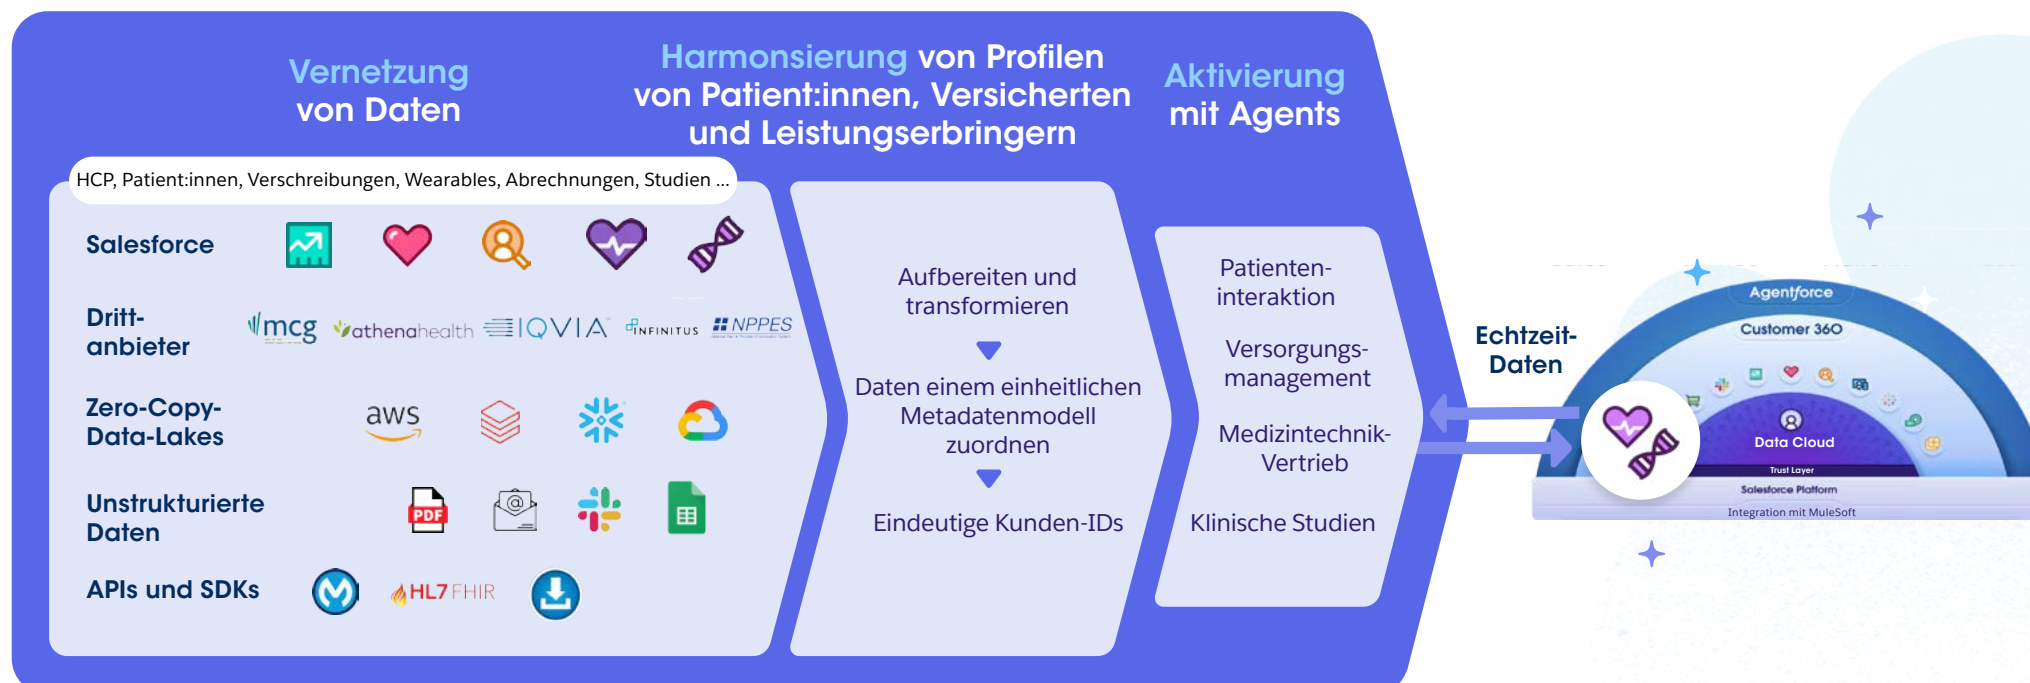 Vernetzung
von Daten
Harmonsierung von Profilen
von Patient:innen, Versicherten
und Leistungserbringern
Aktivierung
mit Agents
HCP, Patient:innen, Verschreibungen, Wearables, Abrechnungen, Studien ...
Salesforce
Dritt-
anbieter
mcg
athenahealth
IQVIA
INFINITUS
NPPES
Zero-Copy-
Data-Lakes
aws
Unstrukturierte
Daten
PDF
@
APIs und SDKs
HL7 FHIR
Aufbereiten und
transformieren
Daten einem einheitlichen
Metadatenmodell
zuordnen
Eindeutige Kunden-IDs
Patienten-
interaktion
Versorgungs-
management
Medizintechnik-
Vertrieb
Klinische Studien
Echtzeit-
Daten
Agentforce
Customer 360
Data Cloud
Trust Layer
Salesforce Platform
Integration mit MuleSoft